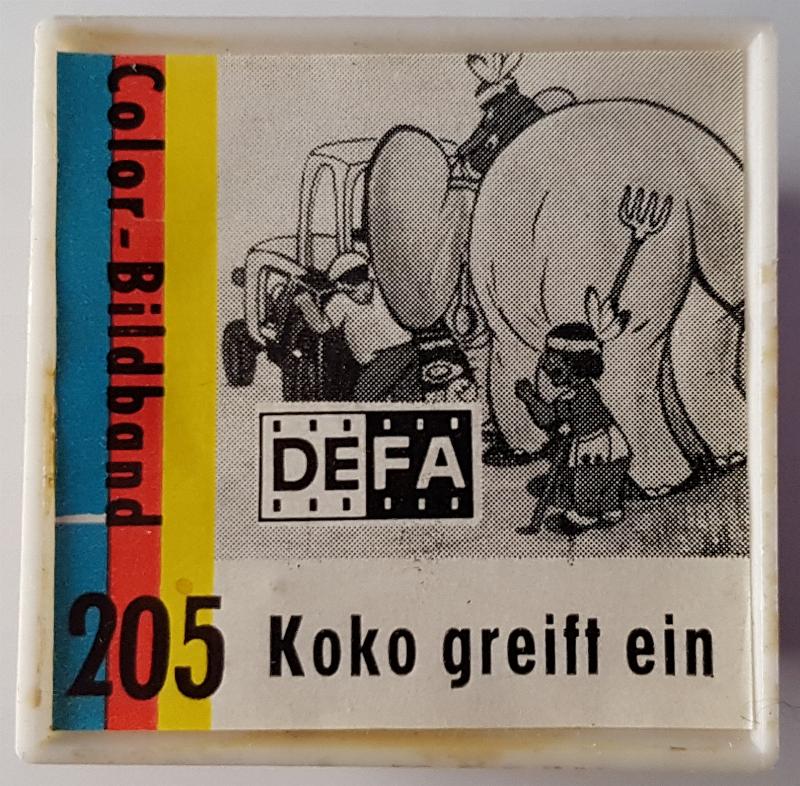 Color-Bildband
DEFA
205 Koko greift ein